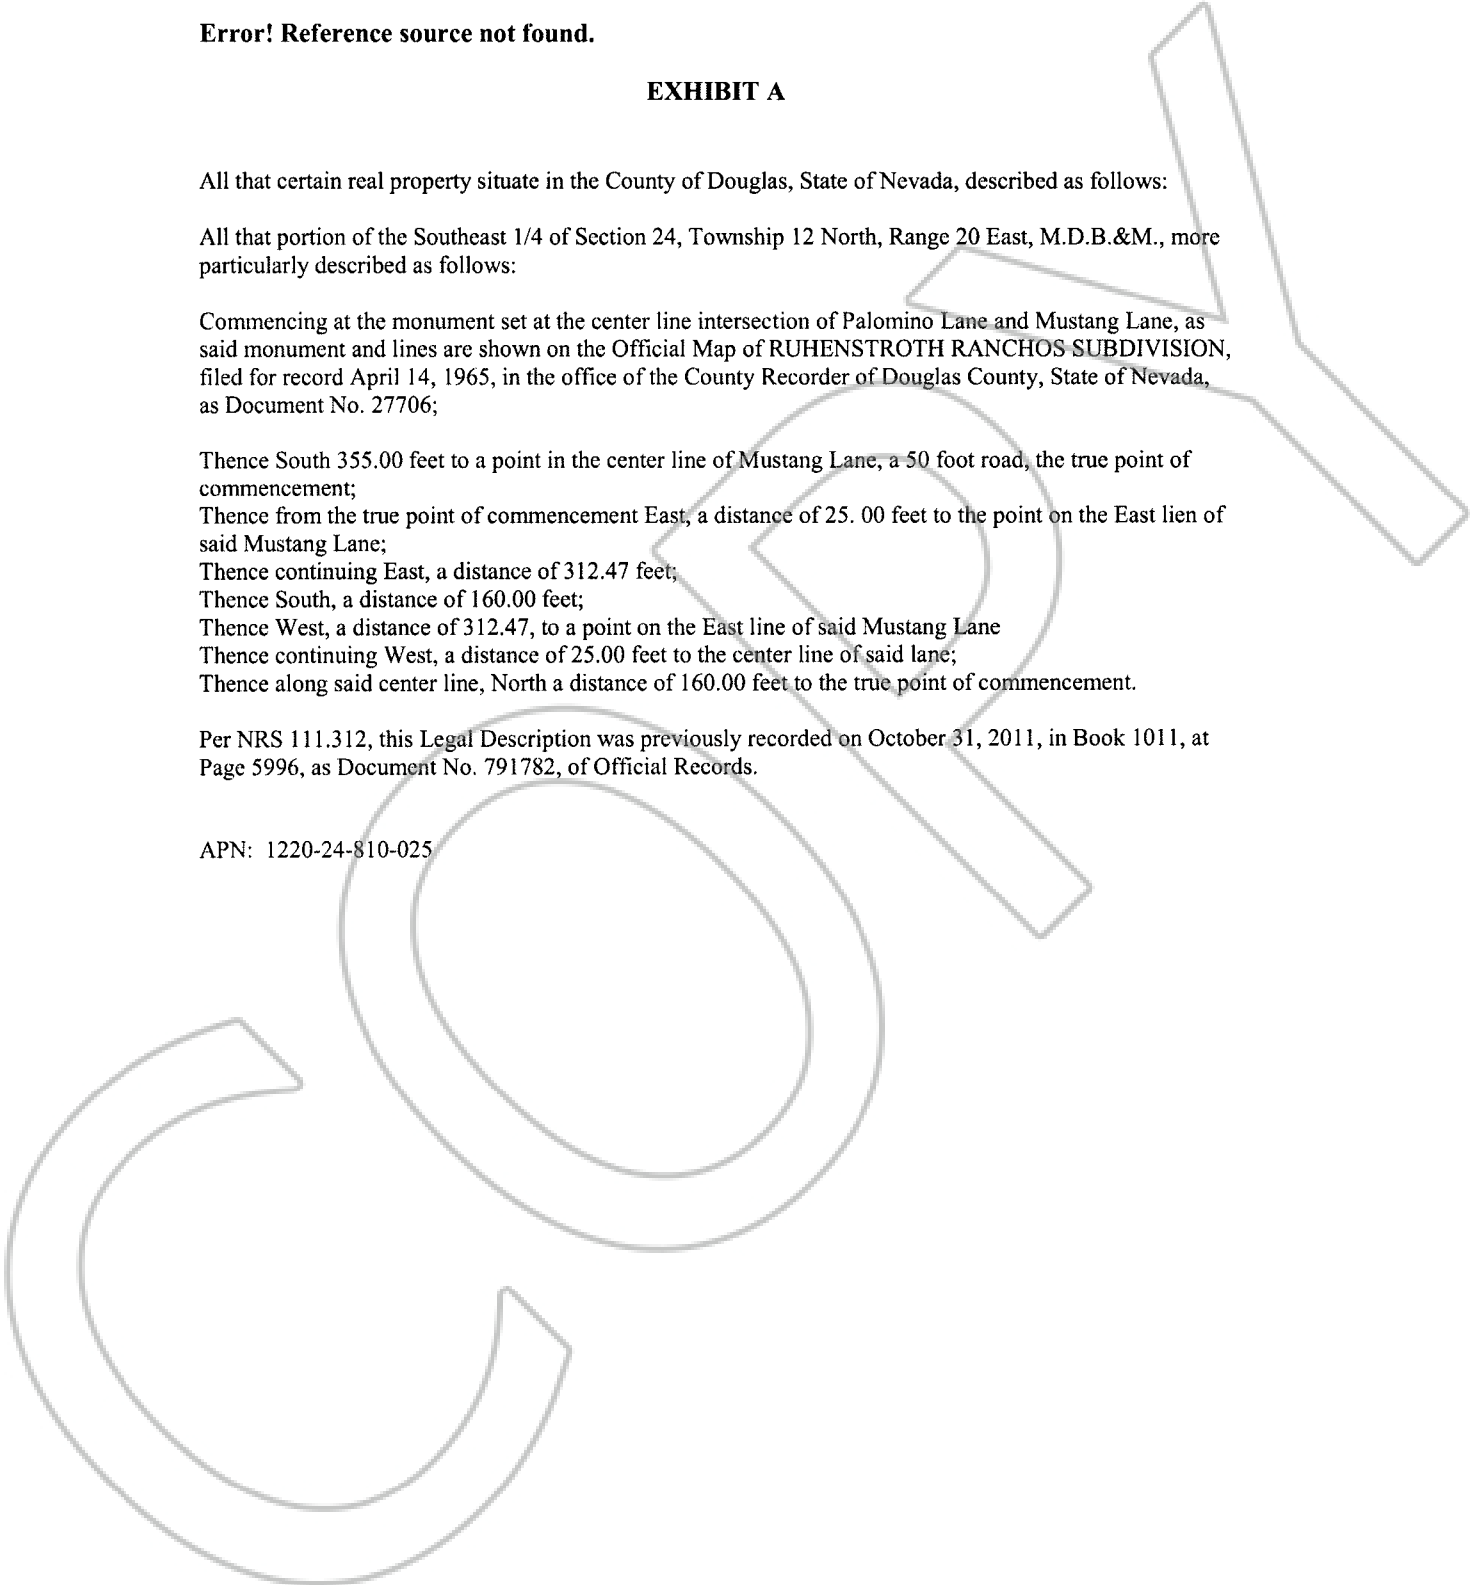 Error! Reference source not found.
EXHIBIT A
All that certain real property situate in the County of Douglas, State of Nevada, described as follows:
All that portion of the Southeast 1/4 of Section 24, Township 12 North, Range 20 East, M.D.B.&M., more
particularly described as follows:
Commencing at the monument set at the center line intersection of Palomino Lane and Mustang Lane, as
said monument and lines are shown on the Official Map of RUHENSTROTH RANCHOS SUBDIVISION,
filed for record April 14, 1965, in the office of the County Recorder of Douglas County, State of Nevada,
as Document No. 27706;
Thence South 355.00 feet to a point in the center line of Mustang Lane, a 50 foot road, the true point of
commencement;
Thence from the true point of commencement East, a distance of 25. 00 feet to the point on the East lien of
said Mustang Lane;
Thence continuing East, a distance of 312.47 feet;
Thence South, a distance of 160.00 feet;
Thence West, a distance of 312.47, to a point on the East line of said Mustang Lane
Thence continuing West, a distance of 25.00 feet to the center line of said lane;
Thence along said center line, North a distance of 160.00 feet to the true point of commencement.
Per NRS 111.312, this Legal Description was previously recorded on October 31, 2011, in Book 1011, at
Page 5996, as Document No. 791782, of Official Records.
APN: 1220-24-810-025
COPY